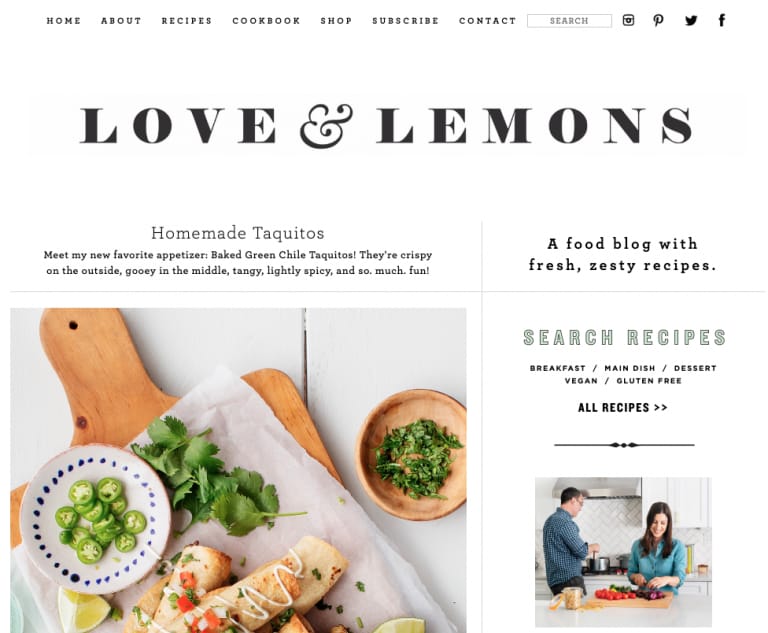 HOME ABOUT RECIPES COOKBOOK SHOP SUBSCRIBE CONTACT SEARCH
LOVE & LEMONS
Homemade Taquitos
Meet my new favorite appetizer: Baked Green Chile Taquitos! They're crispy
on the outside, gooey in the middle, tangy, lightly spicy, and so. much. fun!
A food blog with
fresh, zesty recipes.
SEARCH RECIPES
BREAKFAST / MAIN DISH / DESSERT
VEGAN / GLUTEN FREE
ALL RECIPES >>